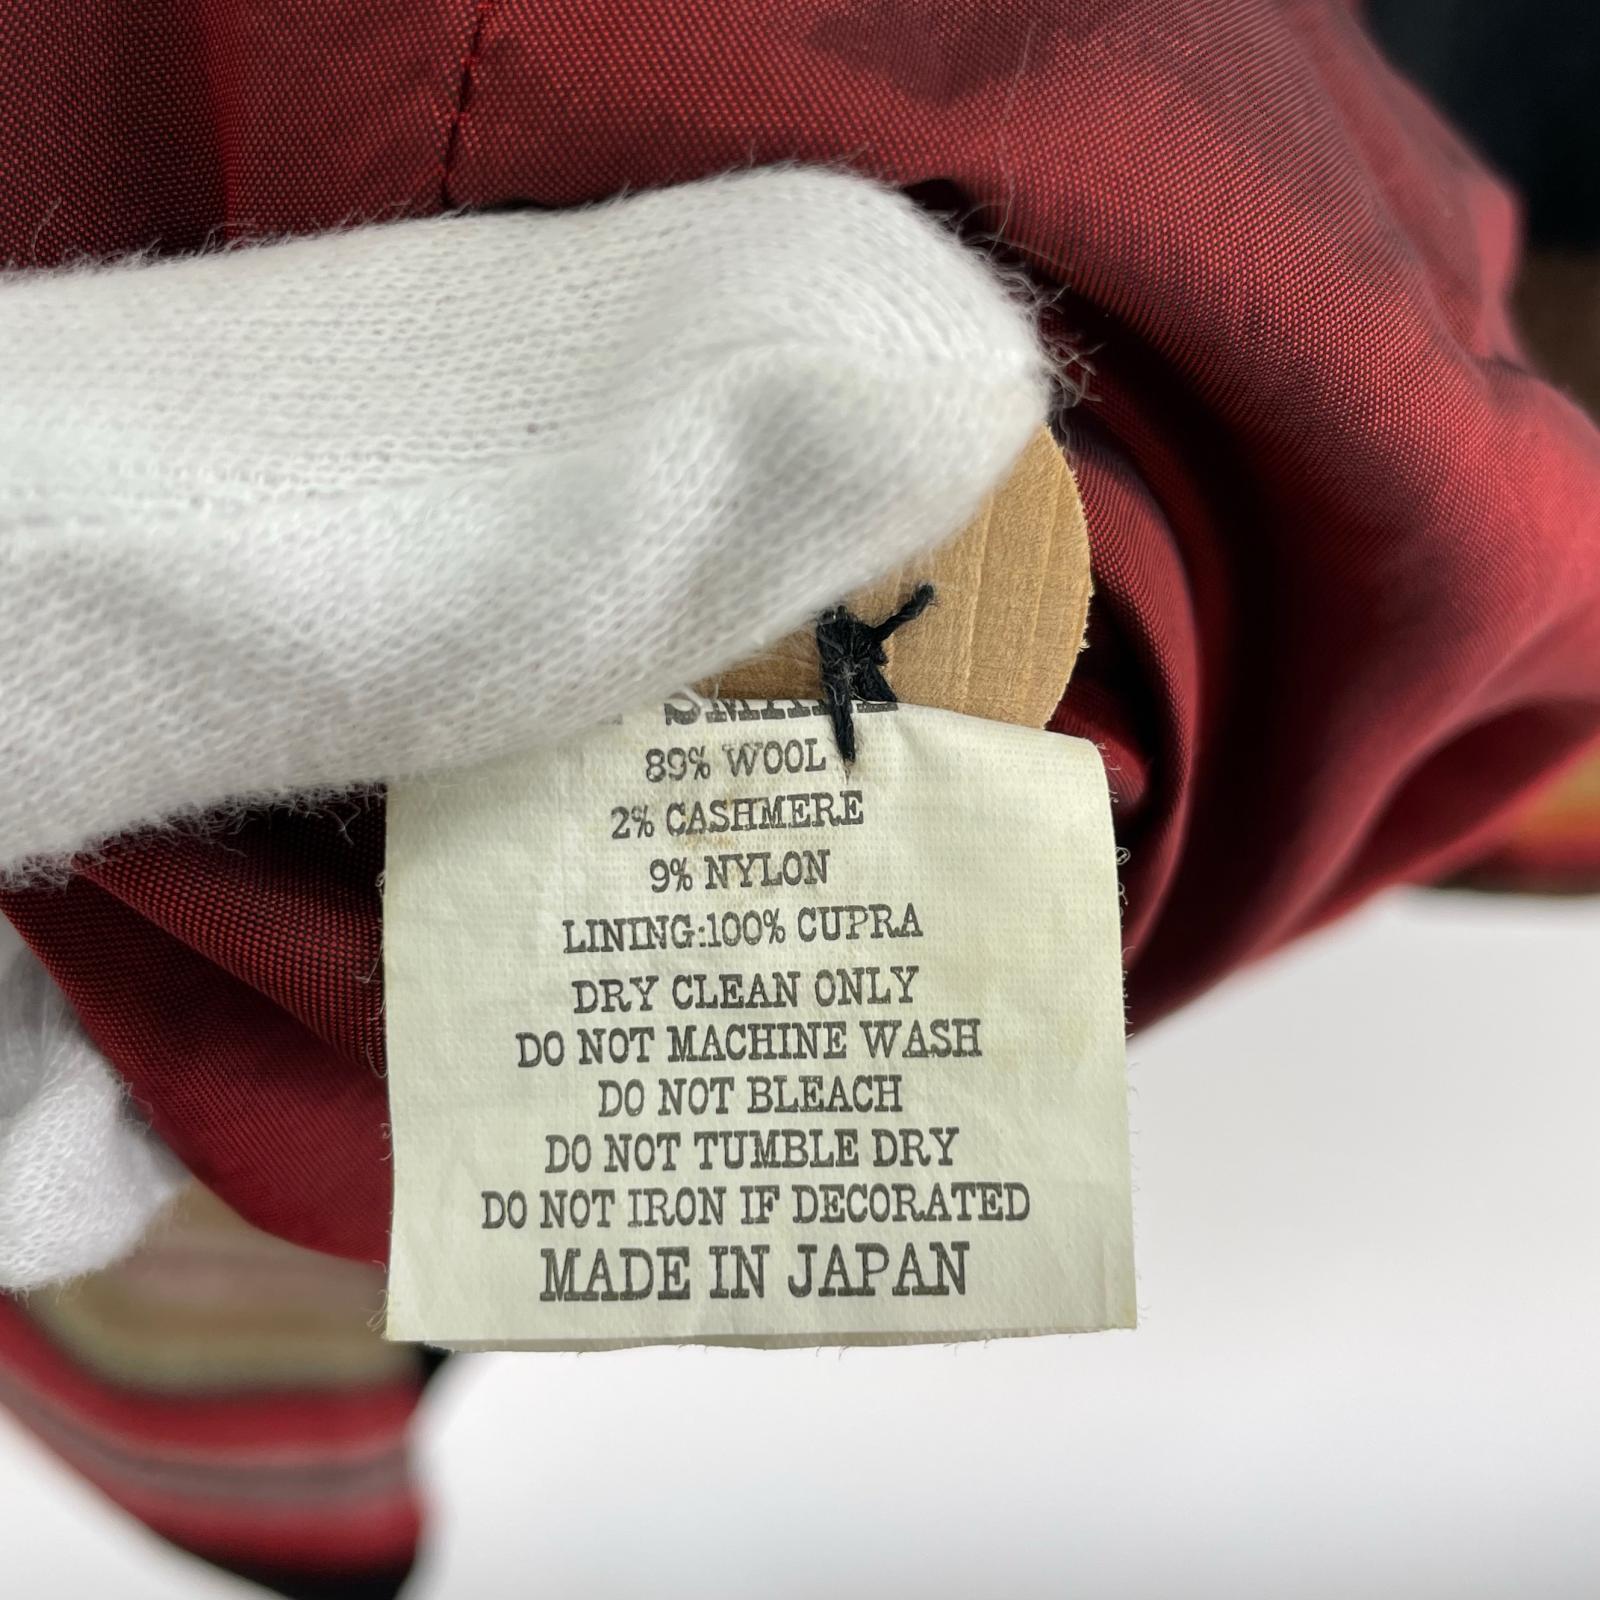 SMALL
89% WOOL
2% CASHMERE
9% NYLON
LINING:100% CUPRA
DRY CLEAN ONLY
DO NOT MACHINE WASH
DO NOT BLEACH
DO NOT TUMBLE DRY
DO NOT IRON IF DECORATED
MADE IN JAPAN